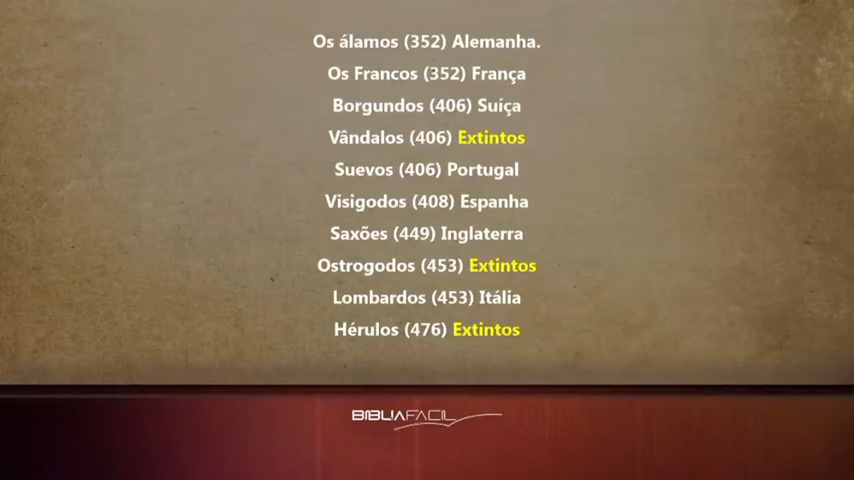 Os álamos (352) Alemanha.
Os Francos (352) França
Borgundos (406) Suíça
Vândalos (406) Extintos
Suevos (406) Portugal
Visigodos (408) Espanha
Saxões (449) Inglaterra
Ostrogodos (453) Extintos
Lombardos (453) Itália
Hérulos (476) Extintos
BÍBLIAFACIL